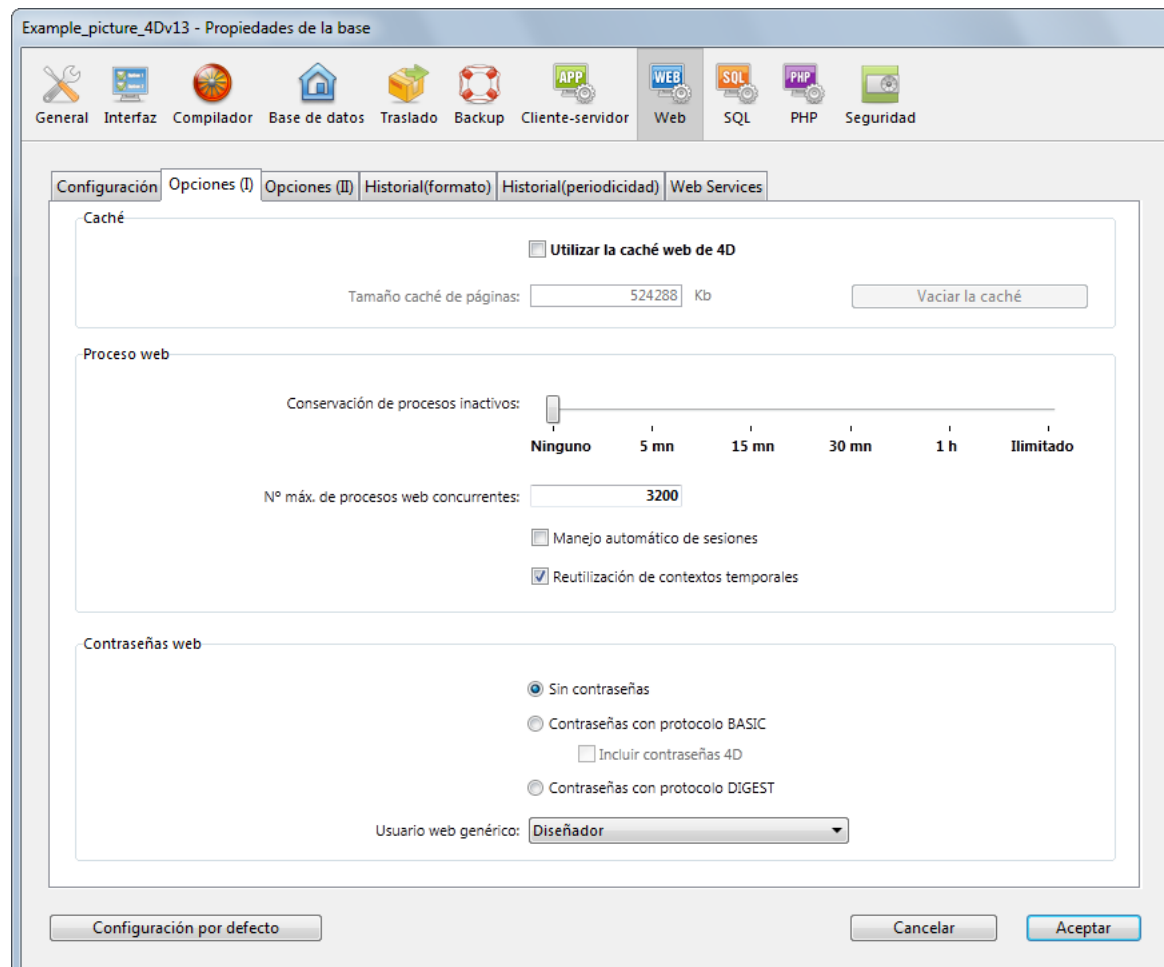 Example_picture_4Dv13 - Propiedades de la base
APP WEB SQL PHP
General Interfaz Compilador Base de datos Traslado Backup Cliente-servidor Web SQL PHP Seguridad
Configuración Opciones (I) Opciones (II) Historial(formato) Historial(periodicidad) Web Services
Caché
Utilizar la caché web de 4D
Tamaño caché de páginas: 524288 Kb Vaciar la caché
Proceso web
Conservación de procesos inactivos:
Ninguno 5 mn 15 mn 30 mn 1 h Ilimitado
Nº máx. de procesos web concurrentes: 3200
Manejo automático de sesiones
Reutilización de contextos temporales
Contraseñas web
Sin contraseñas
Contraseñas con protocolo BASIC
Incluir contraseñas 4D
Contraseñas con protocolo DIGEST
Usuario web genérico: Diseñador
Configuración por defecto Cancelar Aceptar